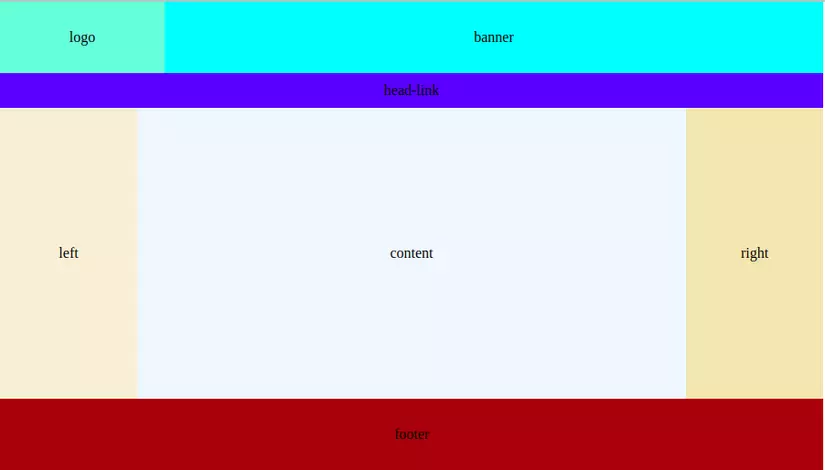 logo
banner
head-link
left
content
right
footer